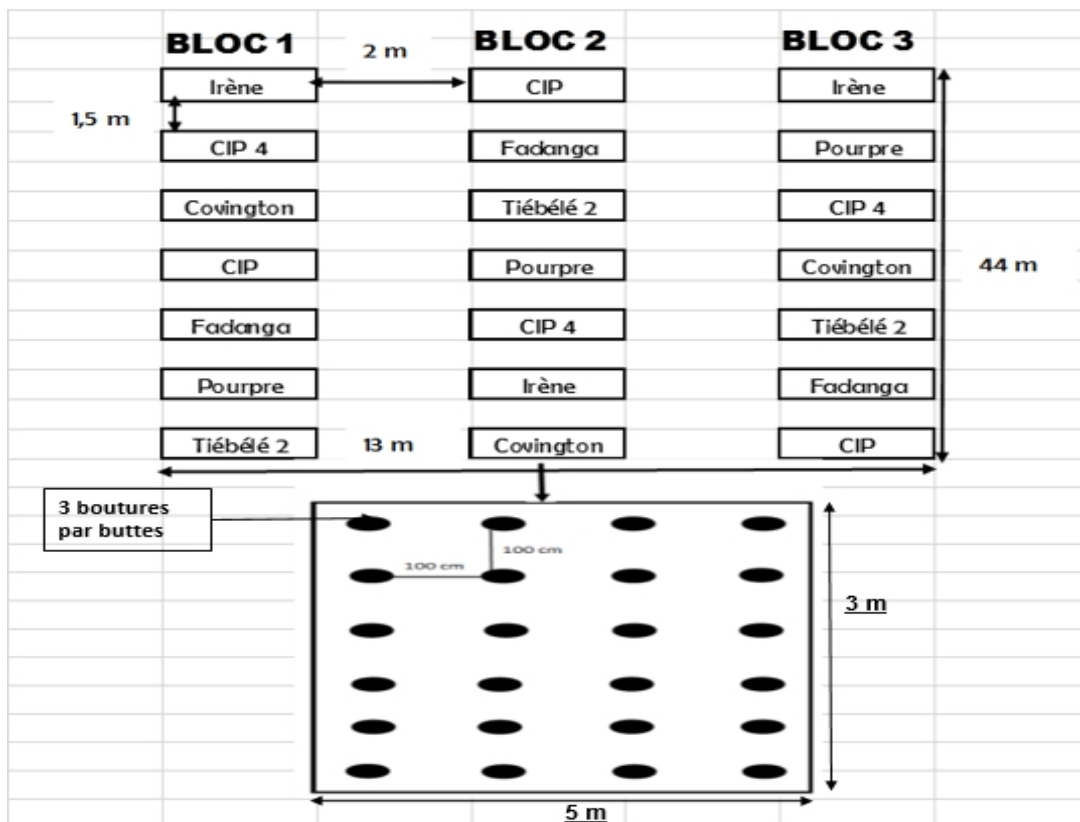 BLOC 1
BLOC 2
BLOC 3
2 m
Irène
CIP
Irène
1,5 m
CIP 4
Fadanga
Pourpre
Covington
Tiébélé 2
CIP 4
CIP
Pourpre
Covington
44 m
Fadanga
CIP 4
Tiébélé 2
Pourpre
Irène
Fadanga
Tiébélé 2
13 m
Covington
CIP
3 boutures
par buttes
100 cm
100 cm
3 m
5 m